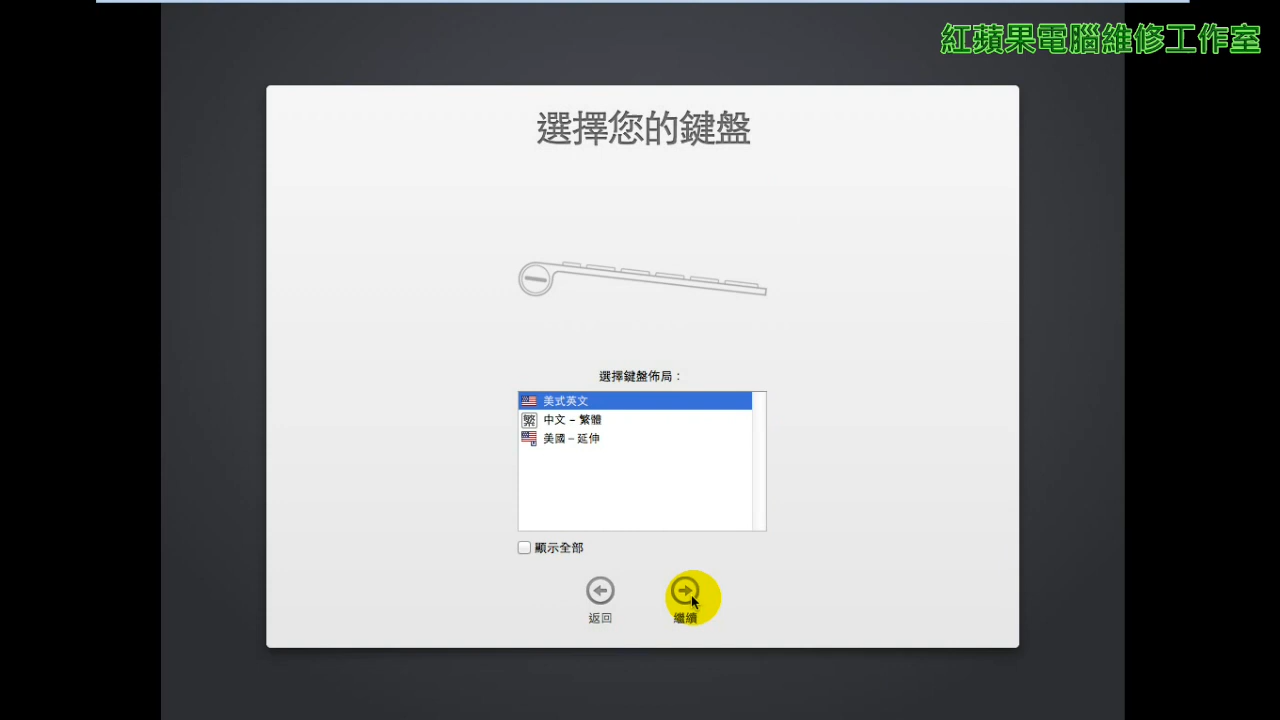 紅蘋果電腦維修工作室
選擇您的鍵盤
選擇鍵盤佈局：
美式英文
繁 中文 – 繁體
美國 – 延伸
顯示全部
返回
繼續